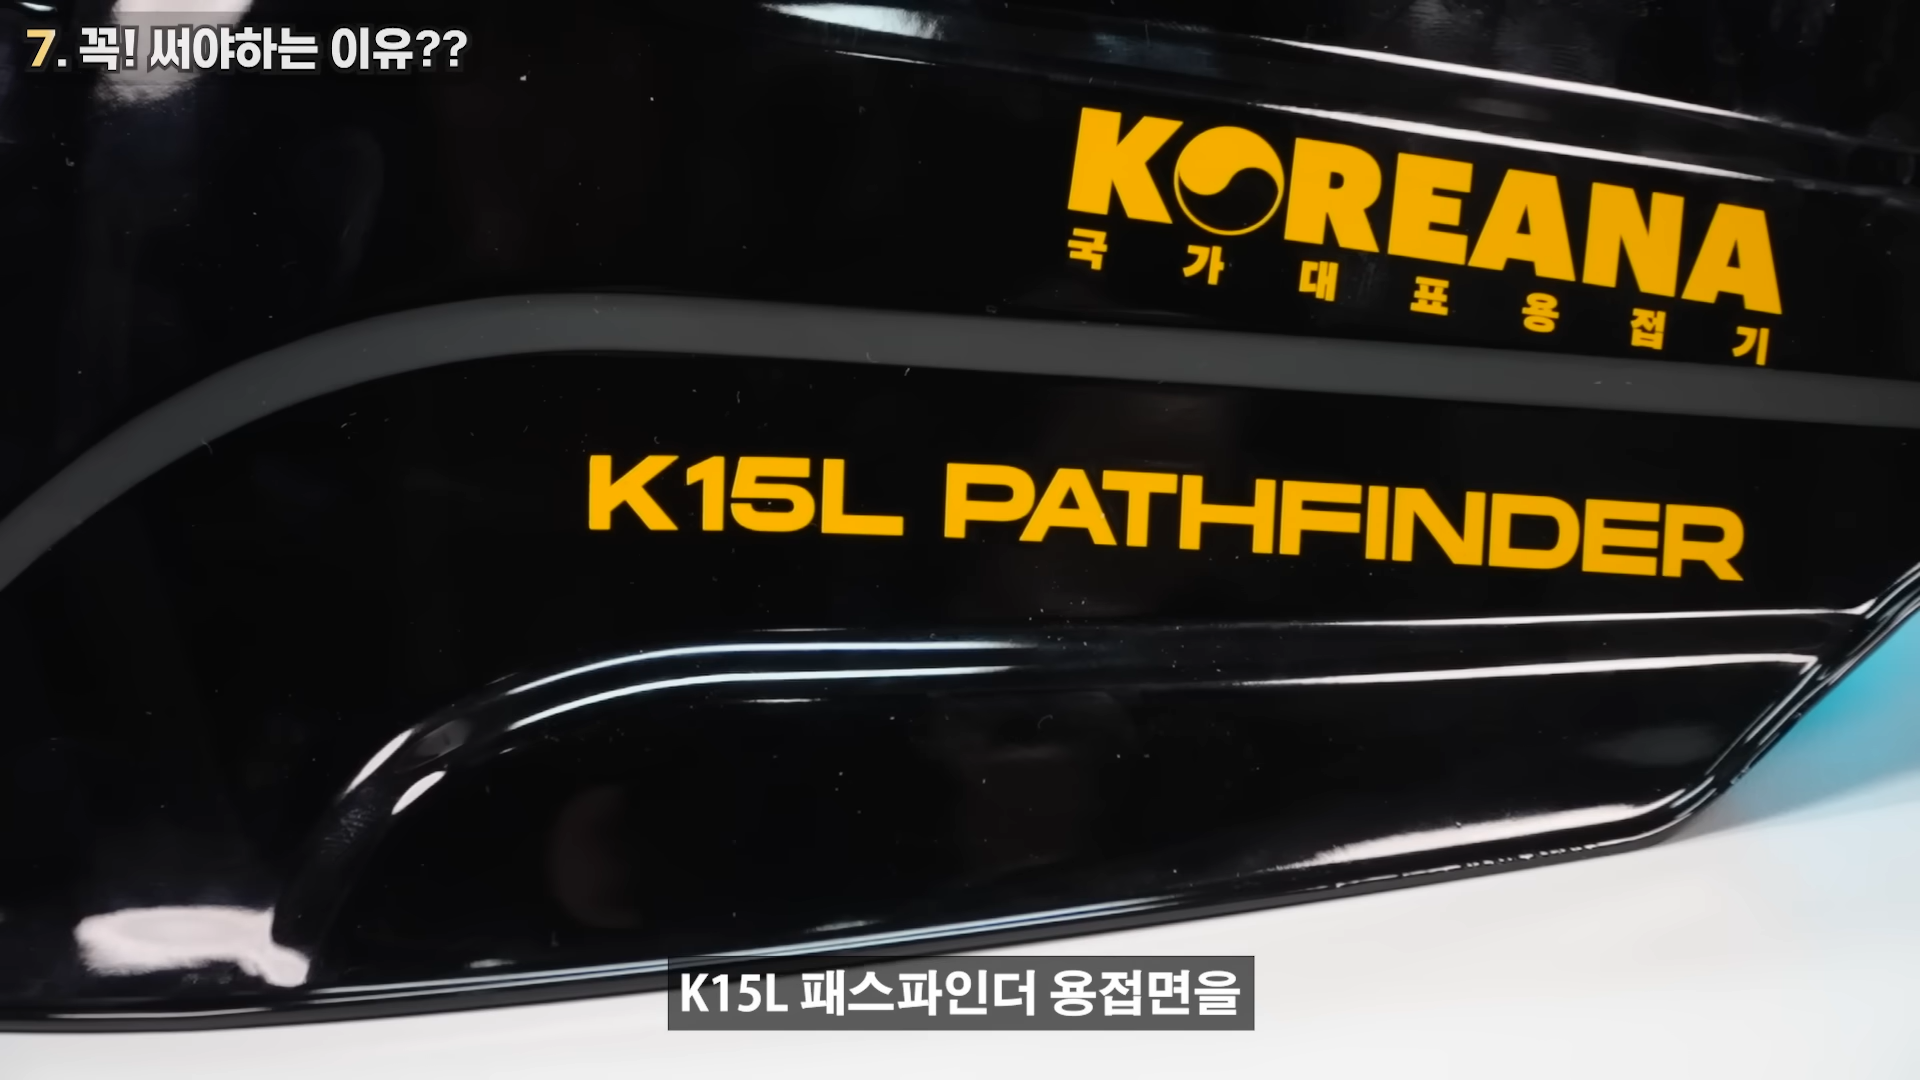 7. 꼭! 써야하는 이유??
KOREANA
국가대표용접기
K15L PATHFINDER
K15L 패스파인더 용접면을